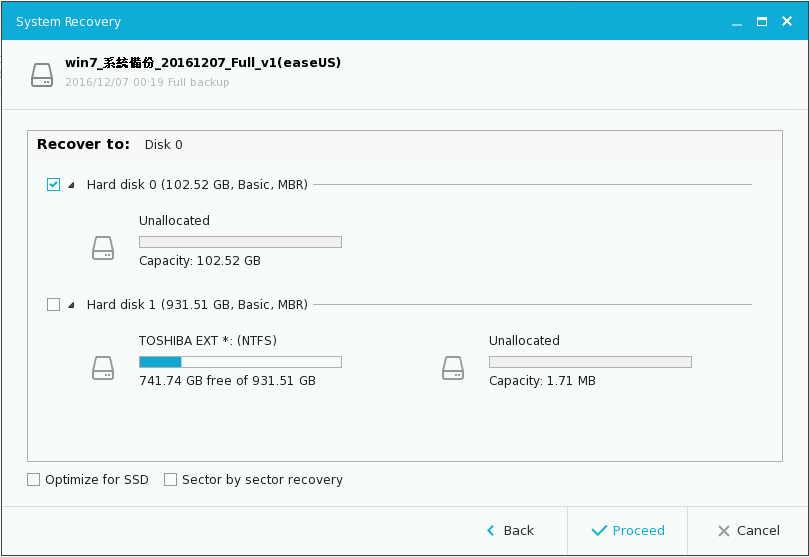 System Recovery
win7_系統備份_20161207_Full_v1(easeUS)
2016/12/07 00:19 Full backup
Recover to: Disk 0
Hard disk 0 (102.52 GB, Basic, MBR)
Unallocated
Capacity: 102.52 GB
Hard disk 1 (931.51 GB, Basic, MBR)
TOSHIBA EXT *: (NTFS)
741.74 GB free of 931.51 GB
Unallocated
Capacity: 1.71 MB
Optimize for SSD
Sector by sector recovery
Back
Proceed
Cancel